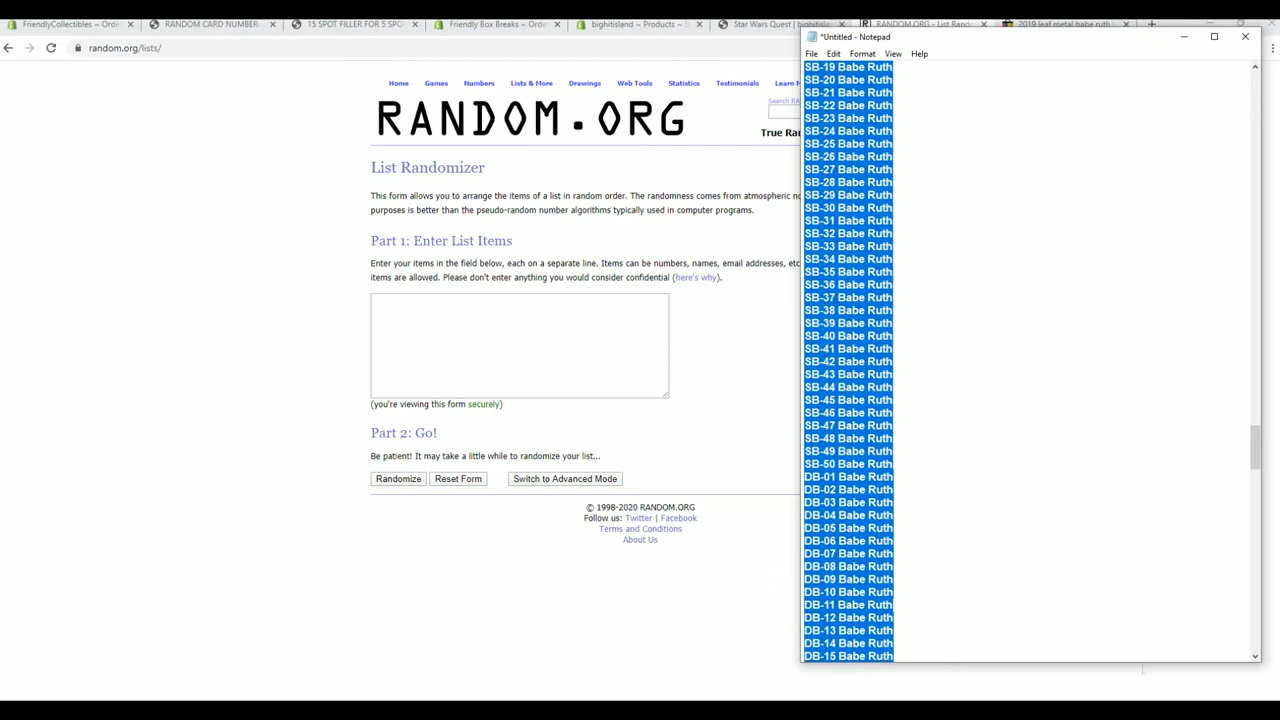 FriendlyCollectibles ~ Orde
RANDOM CARD NUMBER
15 SPOT FILLER FOR 5 SPO
Friendly Box Breaks ~ Orde
bighitisland ~ Products ~ S
Star Wars Quest | bighitisla
RANDOM.ORG - List Rando
2019 leaf metal babe ruth
random.org/lists/
Home
Games
Numbers
Lists & More
Drawings
Web Tools
Statistics
Testimonials
Learn
Search RA
RANDOM.ORG
True Ra
List Randomizer
This form allows you to arrange the items of a list in random order. The randomness comes from atmospheric no
purposes is better than the pseudo-random number algorithms typically used in computer programs.
Part 1: Enter List Items
Enter your items in the field below, each on a separate line. Items can be numbers, names, email addresses, etc
items are allowed. Please don't enter anything you would consider confidential (here's why).
(you're viewing this form securely)
Part 2: Go!
Be patient! It may take a little while to randomize your list...
Randomize
Reset Form
Switch to Advanced Mode
© 1998-2020 RANDOM.ORG
Follow us: Twitter | Facebook
Terms and Conditions
About Us
*Untitled - Notepad
File Edit Format View Help
SB-19 Babe Ruth
SB-20 Babe Ruth
SB-21 Babe Ruth
SB-22 Babe Ruth
SB-23 Babe Ruth
SB-24 Babe Ruth
SB-25 Babe Ruth
SB-26 Babe Ruth
SB-27 Babe Ruth
SB-28 Babe Ruth
SB-29 Babe Ruth
SB-30 Babe Ruth
SB-31 Babe Ruth
SB-32 Babe Ruth
SB-33 Babe Ruth
SB-34 Babe Ruth
SB-35 Babe Ruth
SB-36 Babe Ruth
SB-37 Babe Ruth
SB-38 Babe Ruth
SB-39 Babe Ruth
SB-40 Babe Ruth
SB-41 Babe Ruth
SB-42 Babe Ruth
SB-43 Babe Ruth
SB-44 Babe Ruth
SB-45 Babe Ruth
SB-46 Babe Ruth
SB-47 Babe Ruth
SB-48 Babe Ruth
SB-49 Babe Ruth
SB-50 Babe Ruth
DB-01 Babe Ruth
DB-02 Babe Ruth
DB-03 Babe Ruth
DB-04 Babe Ruth
DB-05 Babe Ruth
DB-06 Babe Ruth
DB-07 Babe Ruth
DB-08 Babe Ruth
DB-09 Babe Ruth
DB-10 Babe Ruth
DB-11 Babe Ruth
DB-12 Babe Ruth
DB-13 Babe Ruth
DB-14 Babe Ruth
DB-15 Babe Ruth